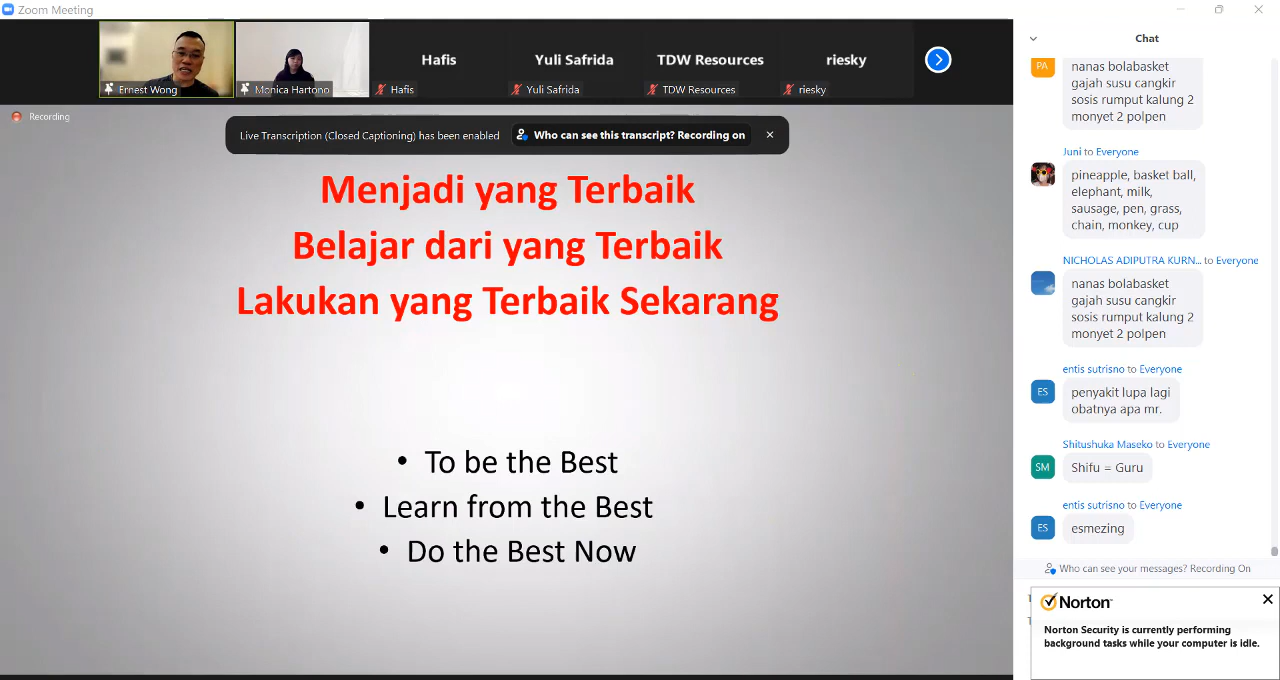 Zoom Meeting
Hafis
Yuli Safrida
TDW Resources
riesky
Ernest Wong
Monica Hartono
Hafis
Yuli Safrida
TDW Resources
riesky
Recording
Live Transcription (Closed Captioning) has been enabled
Who can see this transcript? Recording on
Menjadi yang Terbaik
Belajar dari yang Terbaik
Lakukan yang Terbaik Sekarang
• To be the Best
• Learn from the Best
• Do the Best Now
Chat
PA
nanas bolabasket
gajah susu cangkir
sosis rumput kalung 2
monyet 2 polpen
Juni to Everyone
pineapple, basket ball,
elephant, milk,
sausage, pen, grass,
chain, monkey, cup
NICHOLAS ADIPUTRA KURN... to Everyone
nanas bolabasket
gajah susu cangkir
sosis rumput kalung 2
monyet 2 polpen
entis sutrisno to Everyone
ES
penyakit lupa lagi
obatnya apa mr.
Shitushuka Maseko to Everyone
SM
Shifu = Guru
entis sutrisno to Everyone
ES
esmezing
Who can see your messages? Recording On
Norton
Norton Security is currently performing
background tasks while your computer is idle.